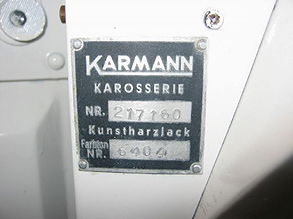 KARMANN
KAROSSERIE
NR. 217160
Kunstharzlack
Farbton
NR. 6404